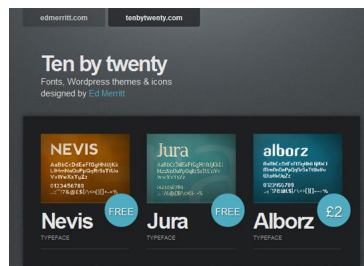 edmerritt.com
tenbytwenty.com
Ten by twenty
Fonts, Wordpress themes & icons
designed by Ed Merritt
NEVIS
Jura
alborz
0123456789
0123456789
0123456789
FREE
FREE
£2
Nevis
Jura
Alborz
TYPEFACE
TYPEFACE
TYPEFACE